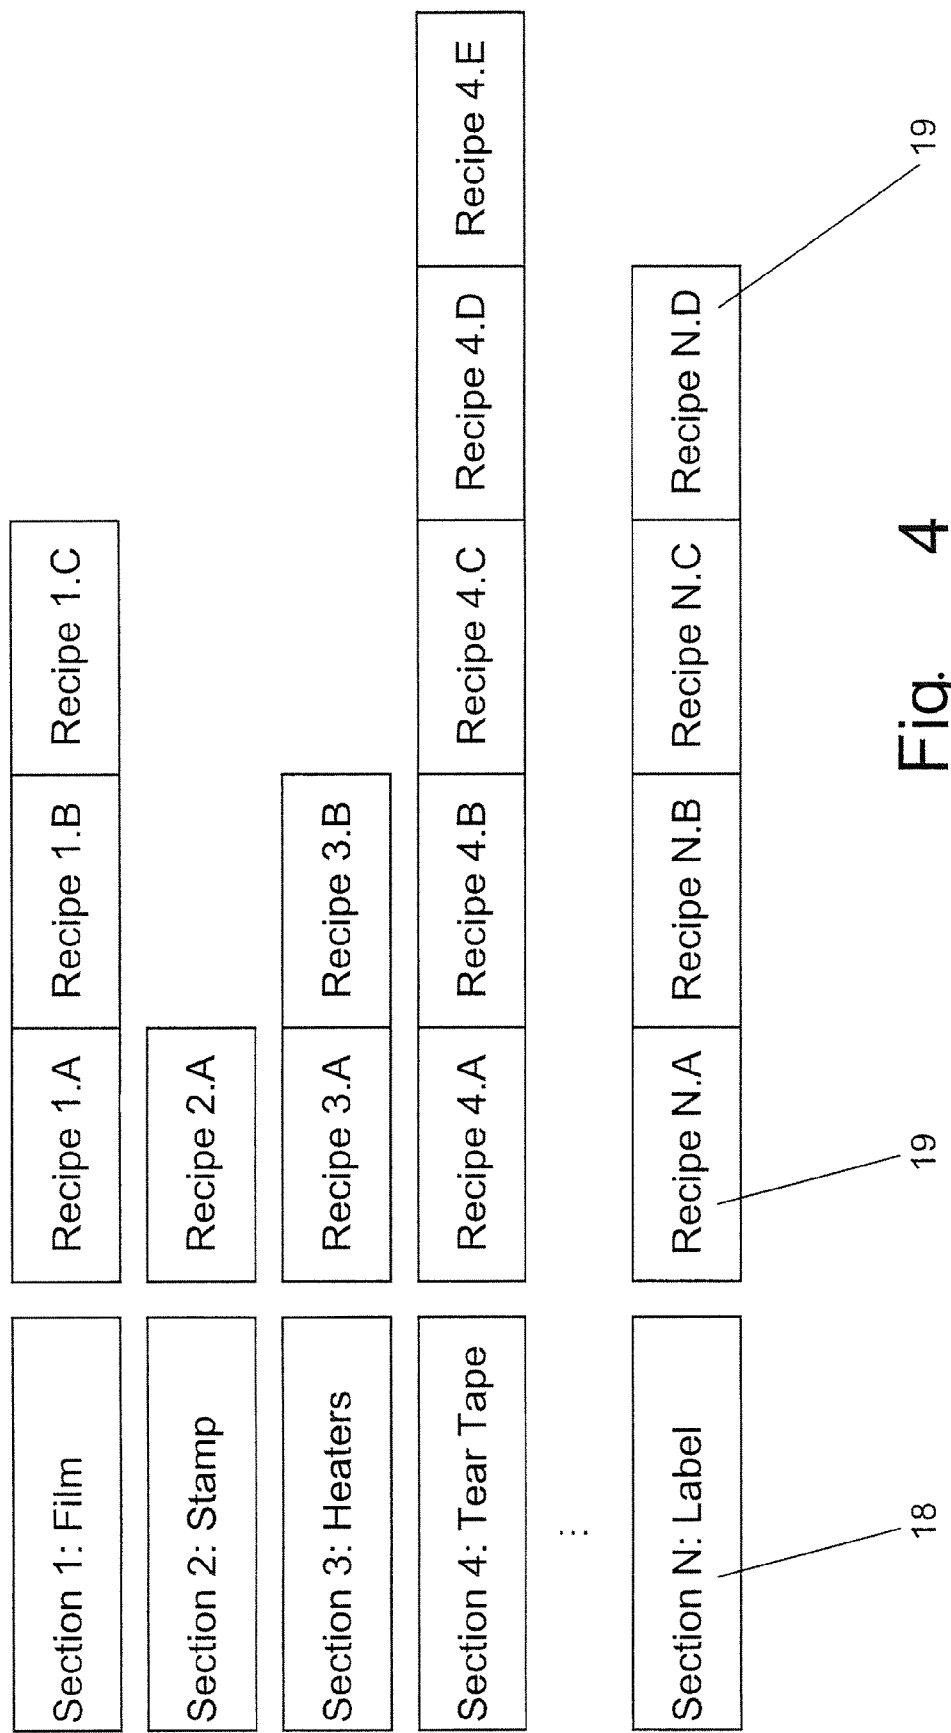 Section 1: Film
Recipe 1.A
Recipe 1.B
Recipe 1.C
Section 2: Stamp
Recipe 2.A
Section 3: Heaters
Recipe 3.A
Recipe 3.B
Section 4: Tear Tape
Recipe 4.A
Recipe 4.B
Recipe 4.C
Recipe 4.D
Recipe 4.E
...
Section N: Label
Recipe N.A
Recipe N.B
Recipe N.C
Recipe N.D
18
19
19
Fig. 4